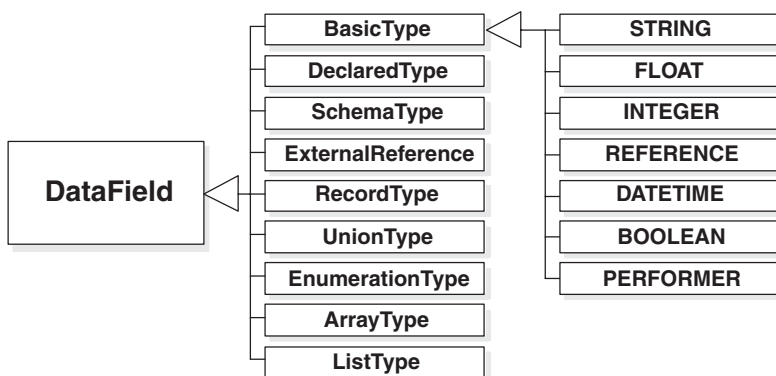 DataField
BasicType
DeclaredType
SchemaType
ExternalReference
RecordType
UnionType
EnumerationType
ArrayType
ListType
STRING
FLOAT
INTEGER
REFERENCE
DATETIME
BOOLEAN
PERFORMER